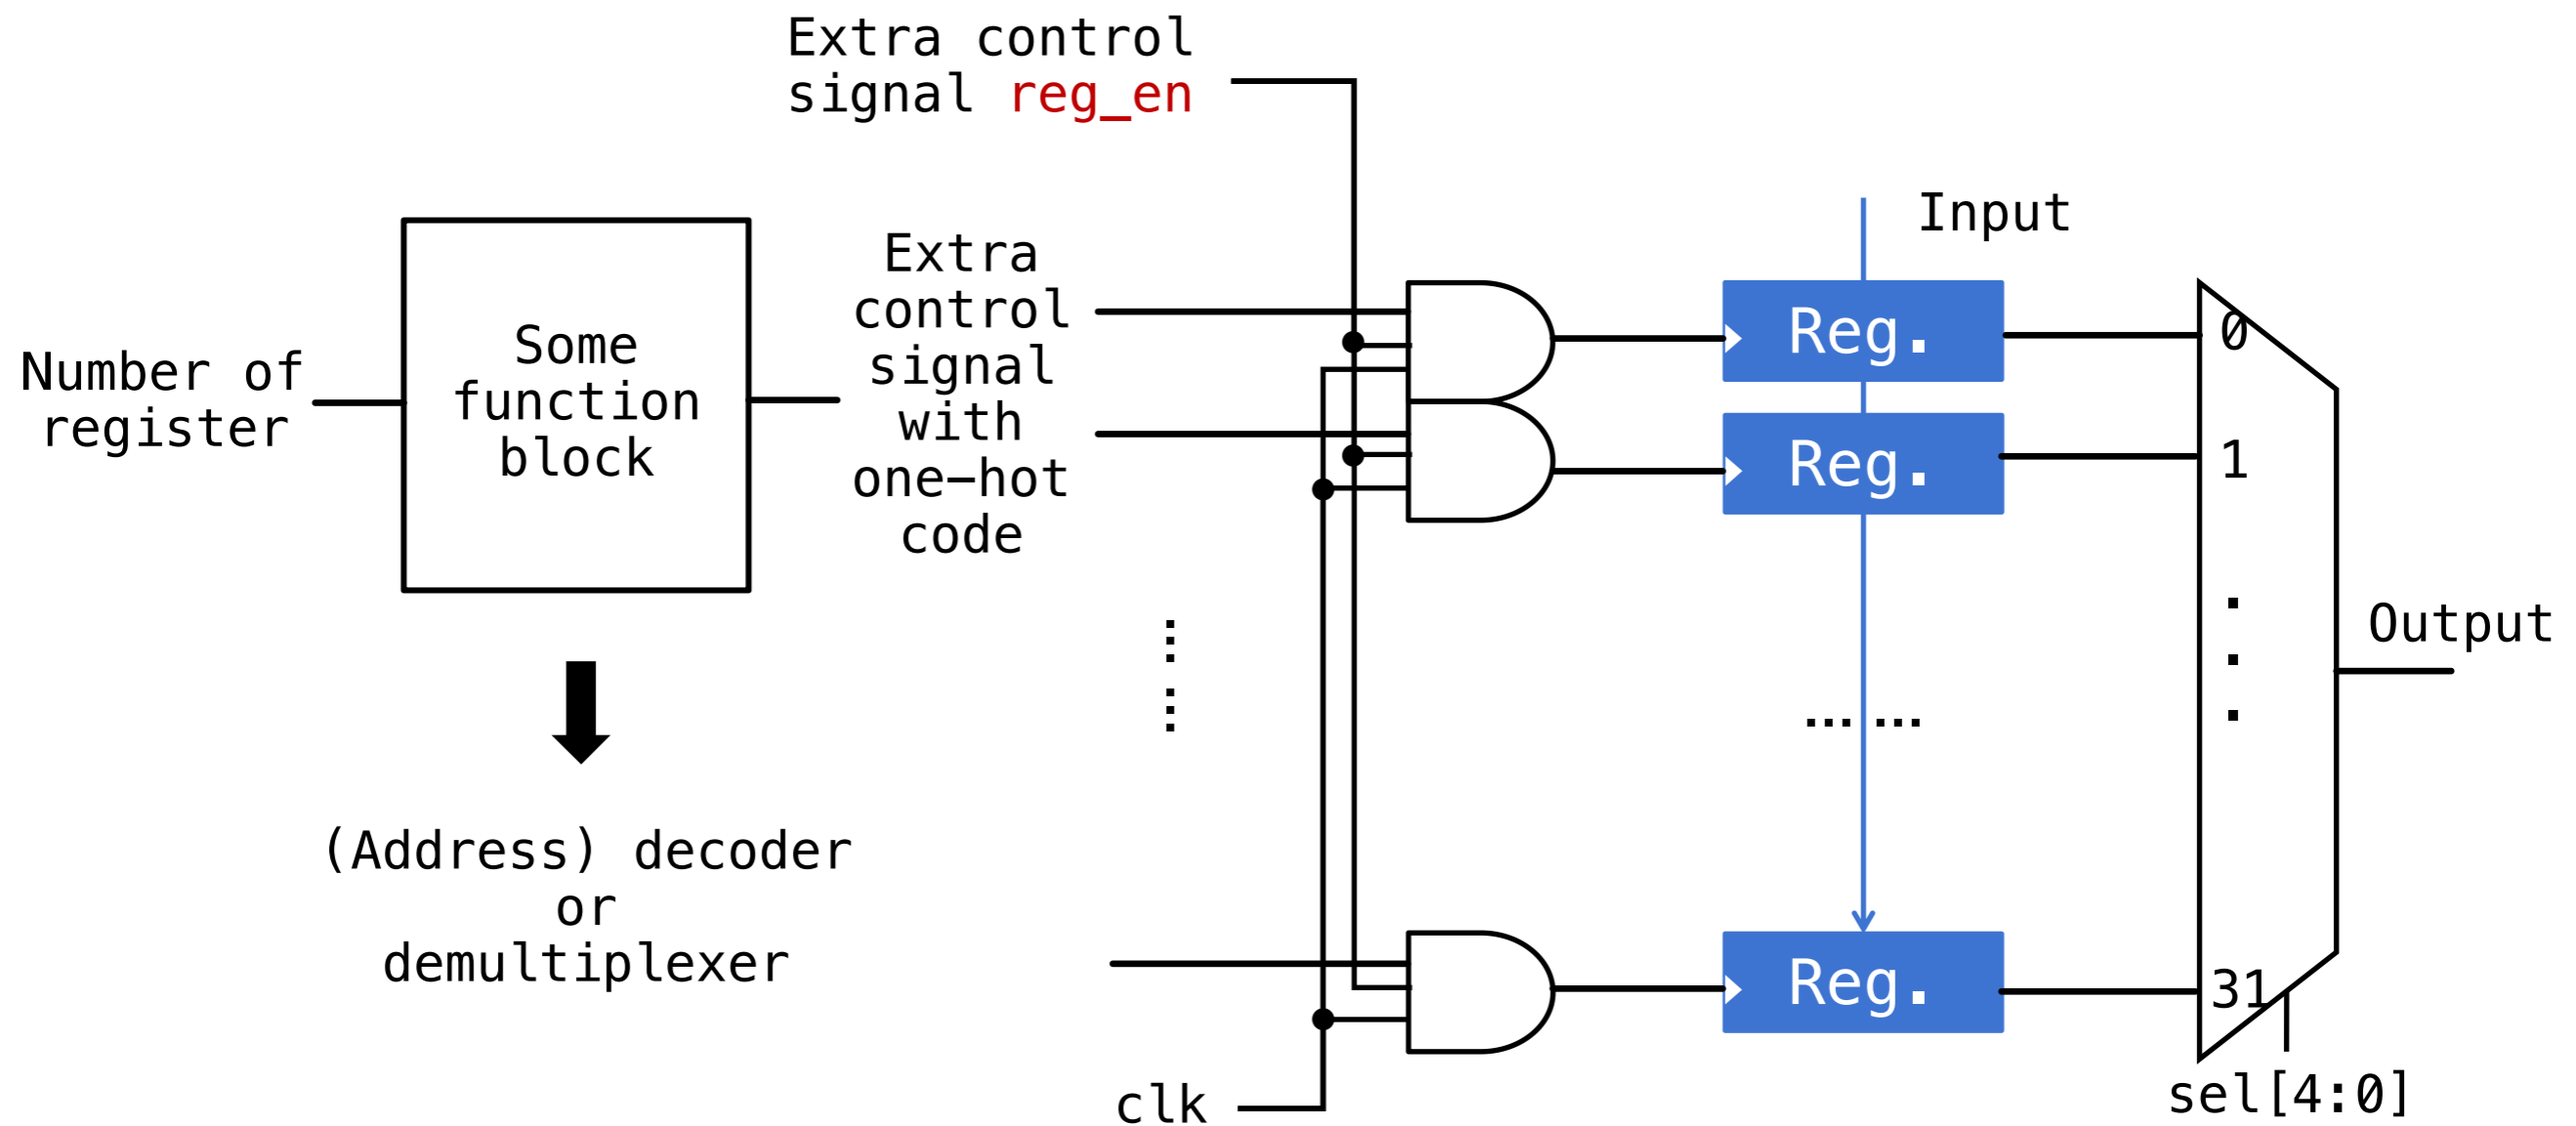 Extra control
signal reg_en
Number of
register
Some
function
block
Extra
control
signal
with
one-hot
code
(Address) decoder
or
demultiplexer
clk
Input
Reg.
Reg.
Reg.
0
1
31
Output
sel[4:0]